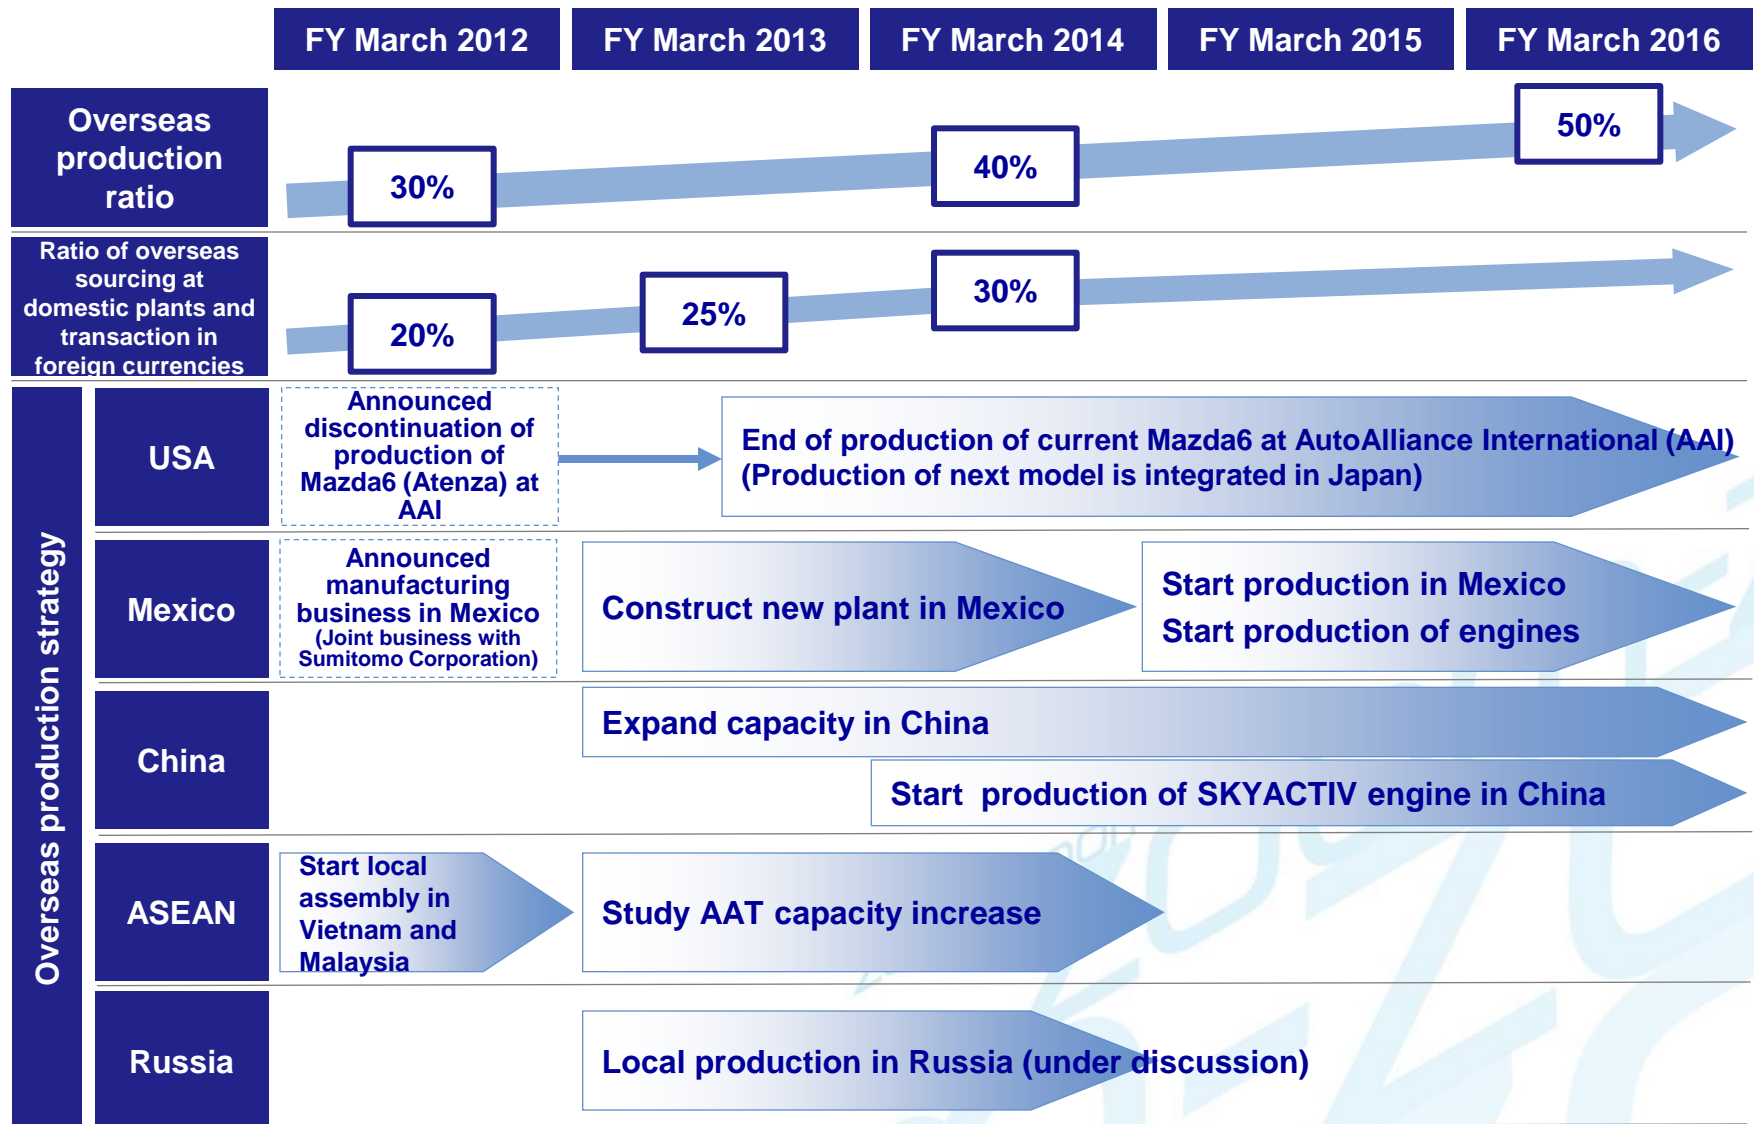 FY March 2012
FY March 2013
FY March 2014
FY March 2015
FY March 2016
Overseas
production
ratio
30%
40%
50%
Ratio of overseas
sourcing at
domestic plants and
transaction in
foreign currencies
20%
25%
30%
Overseas production strategy
USA
Announced
discontinuation of
production of
Mazda6 (Atenza) at
AAI
End of production of current Mazda6 at AutoAlliance International (AAI)
(Production of next model is integrated in Japan)
Mexico
Announced
manufacturing
business in Mexico
(Joint business with
Sumitomo Corporation)
Construct new plant in Mexico
Start production in Mexico
Start production of engines
China
Expand capacity in China
Start  production of SKYACTIV engine in China
ASEAN
Start local
assembly in
Vietnam and
Malaysia
Study AAT capacity increase
Russia
Local production in Russia (under discussion)